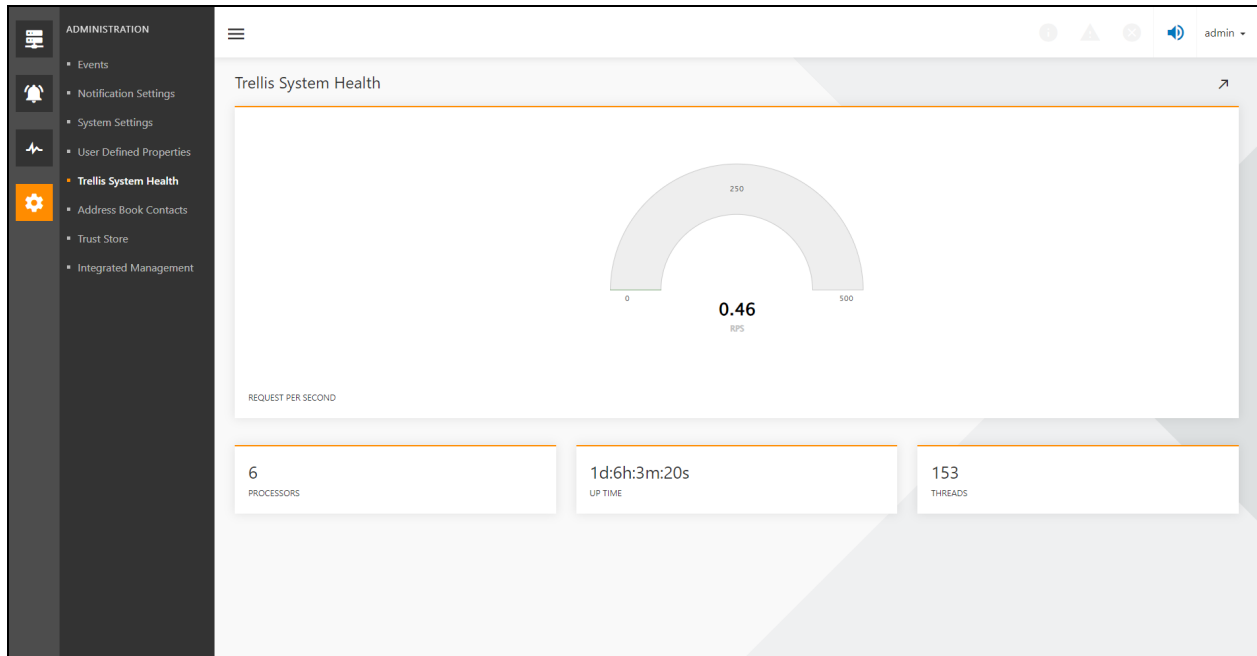 ADMINISTRATION
Events
Notification Settings
System Settings
User Defined Properties
Trellis System Health
Address Book Contacts
Trust Store
Integrated Management
admin
Trellis System Health
250
0
500
0.46
RPS
REQUEST PER SECOND
6
PROCESSORS
1d:6h:3m:20s
UP TIME
153
THREADS